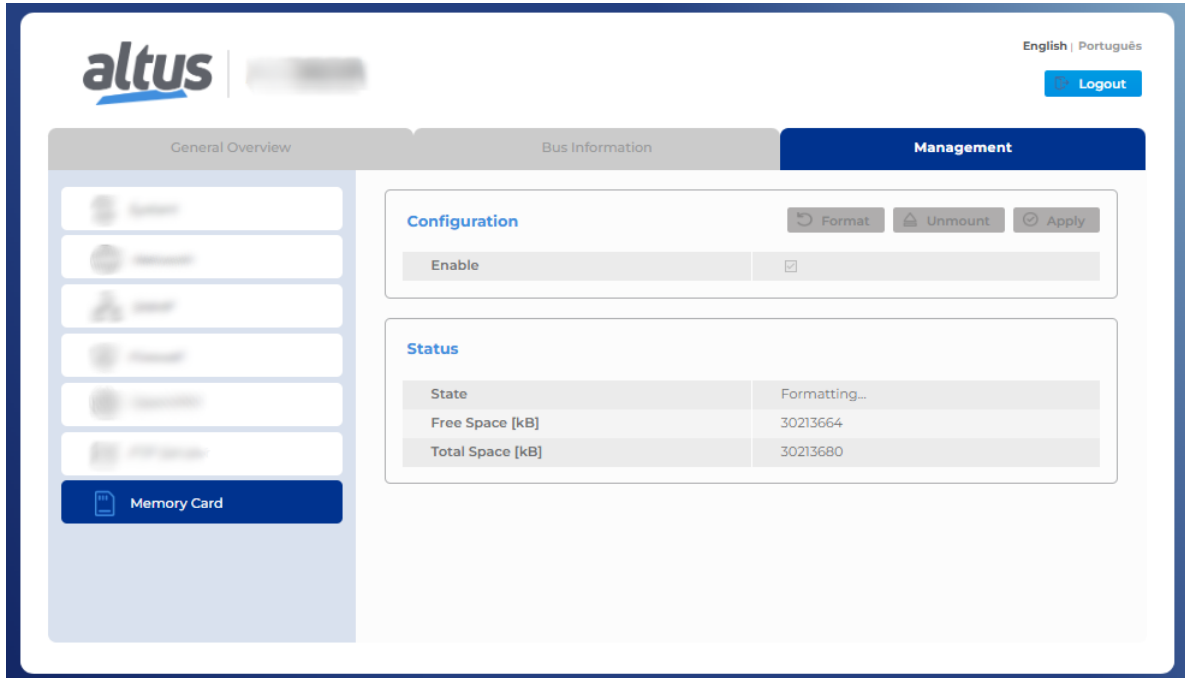 altus
English | Português
Logout
General Overview
Bus Information
Management
Configuration
Format
Unmount
Apply
Enable
Status
State
Formatting...
Free Space [kB]
30213664
Total Space [kB]
30213680
Memory Card